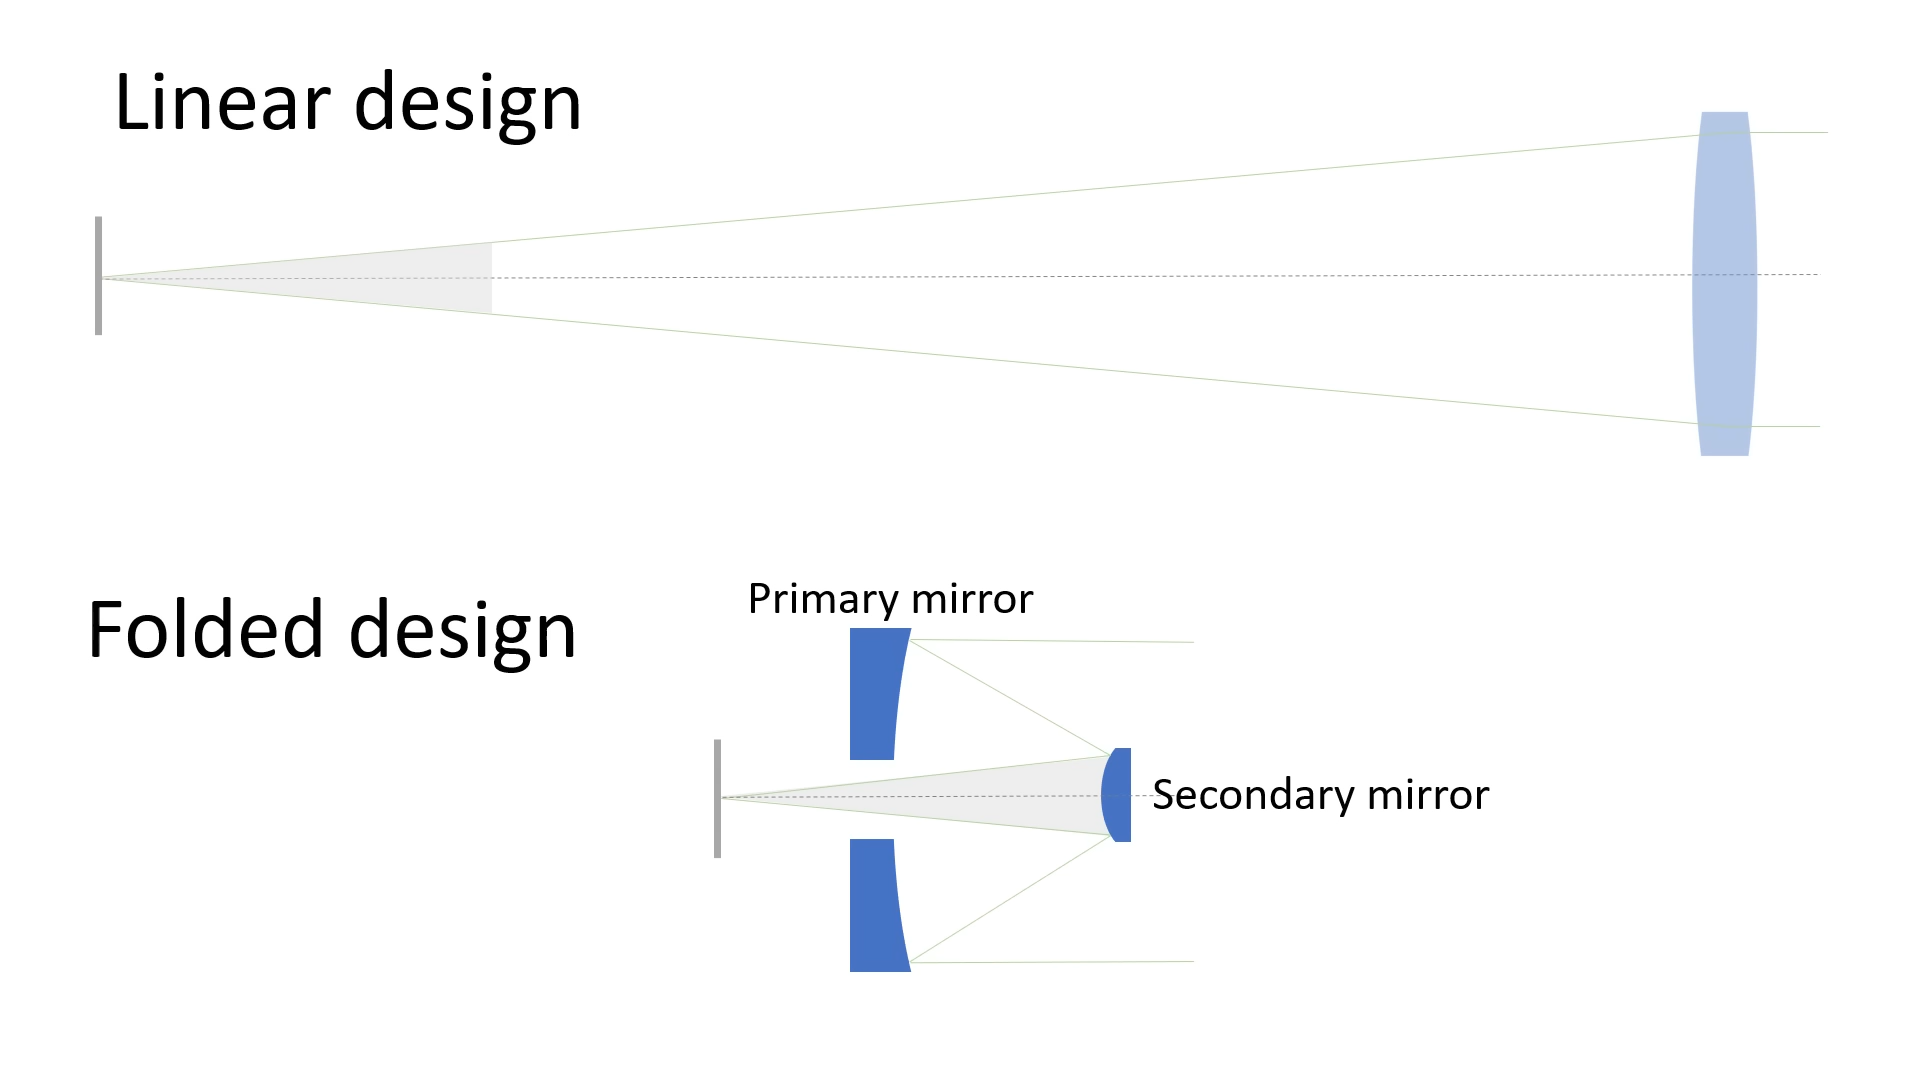 Linear design
Primary mirror
Folded design
Secondary mirror